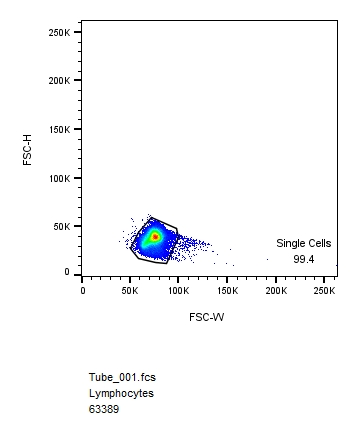 250K
200K
150K
100K
50K
0
FSC-H
Single Cells
99.4
0 50K 100K 150K 200K 250K
FSC-W
Tube_001.fcs
Lymphocytes
63389